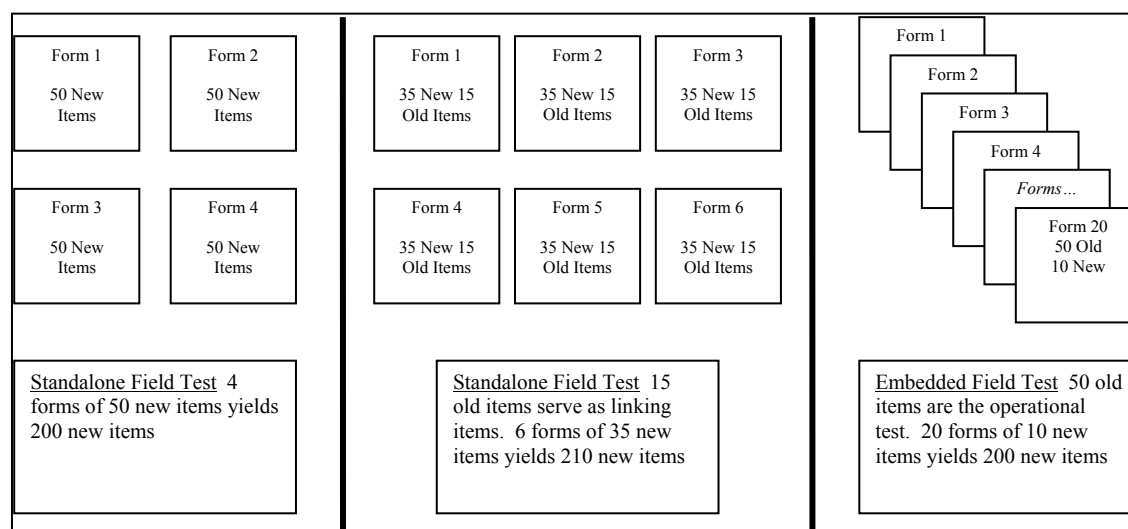 Form 1
50 New
Items
Form 2
50 New
Items
Form 3
50 New
Items
Form 4
50 New
Items
Standalone Field Test 4
forms of 50 new items yields
200 new items
Form 1
35 New 15
Old Items
Form 2
35 New 15
Old Items
Form 3
35 New 15
Old Items
Form 4
35 New 15
Old Items
Form 5
35 New 15
Old Items
Form 6
35 New 15
Old Items
Standalone Field Test 15
old items serve as linking
items. 6 forms of 35 new
items yields 210 new items
Form 1
Form 2
Form 3
Form 4
Forms…
Form 20
50 Old
10 New
Embedded Field Test 50 old
items are the operational
test. 20 forms of 10 new
items yields 200 new items